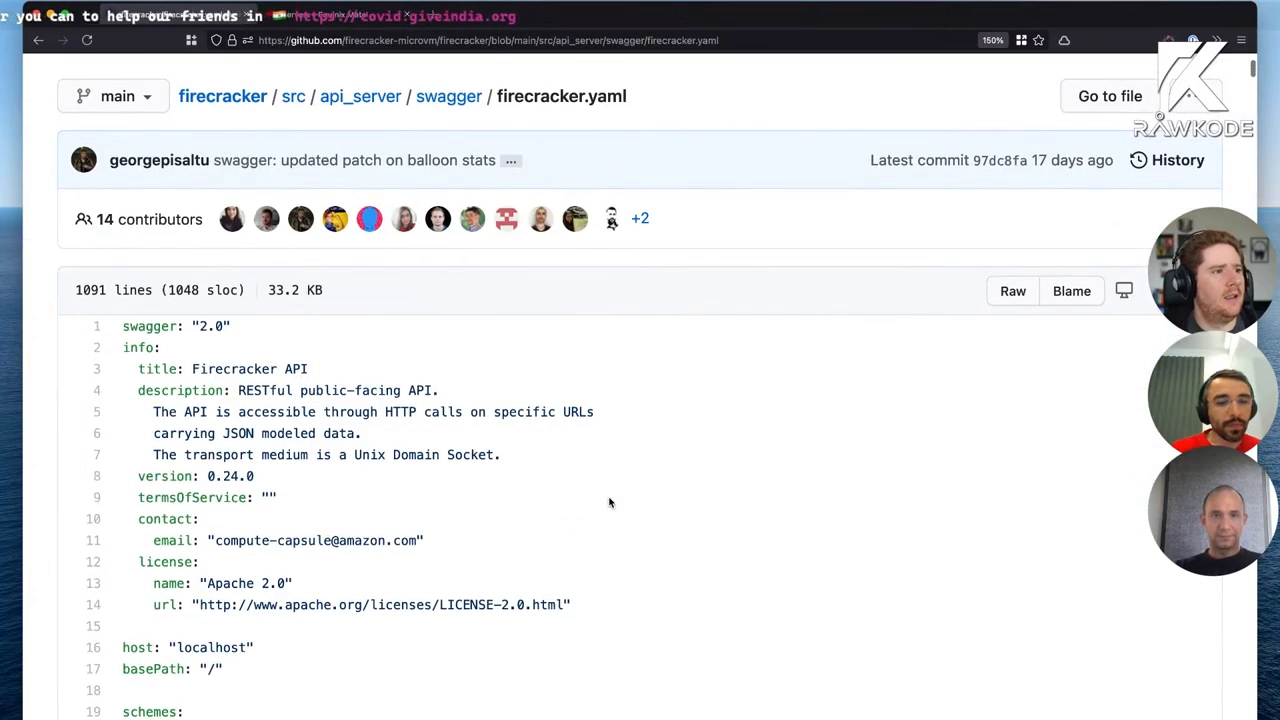 r you can to help our friends in
http://covid.giveindia.org
https://github.com/firecracker-microvm/firecracker/blob/main/src/api_server/swagger/firecracker.yaml
150%
main
firecracker / src / api_server / swagger / firecracker.yaml
Go to file
RAWKODE
georgepisaltu swagger: updated patch on balloon stats ...
Latest commit 97dc8fa 17 days ago
History
14 contributors
+2
1091 lines (1048 sloc)
33.2 KB
Raw
Blame
1 swagger: "2.0"
2 info:
3 title: Firecracker API
4 description: RESTful public-facing API.
5 The API is accessible through HTTP calls on specific URLs
6 carrying JSON modeled data.
7 The transport medium is a Unix Domain Socket.
8 version: 0.24.0
9 termsOfService: ""
10 contact:
11 email: "compute-capsule@amazon.com"
12 license:
13 name: "Apache 2.0"
14 url: "http://www.apache.org/licenses/LICENSE-2.0.html"
15
16 host: "localhost"
17 basePath: "/"
18
19 schemes: